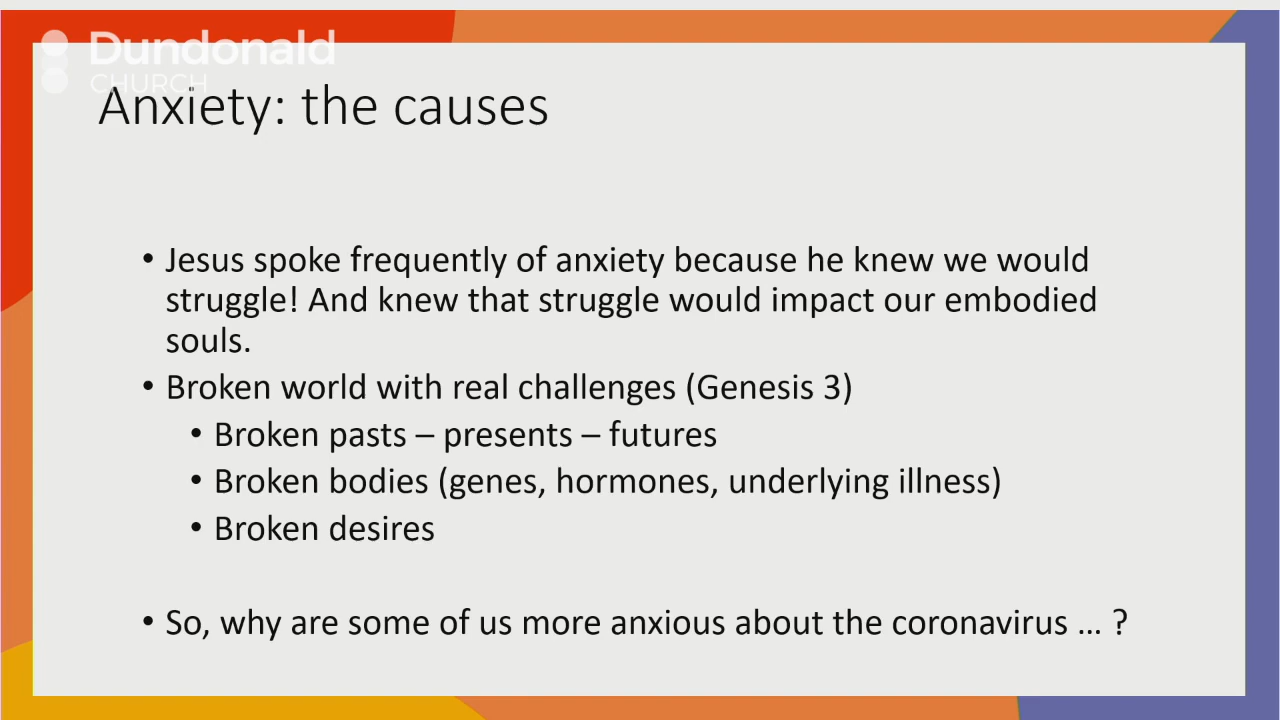 Dundonald
CHURCH
Anxiety: the causes
• Jesus spoke frequently of anxiety because he knew we would
struggle! And knew that struggle would impact our embodied
souls.
• Broken world with real challenges (Genesis 3)
• Broken pasts – presents – futures
• Broken bodies (genes, hormones, underlying illness)
• Broken desires
• So, why are some of us more anxious about the coronavirus … ?